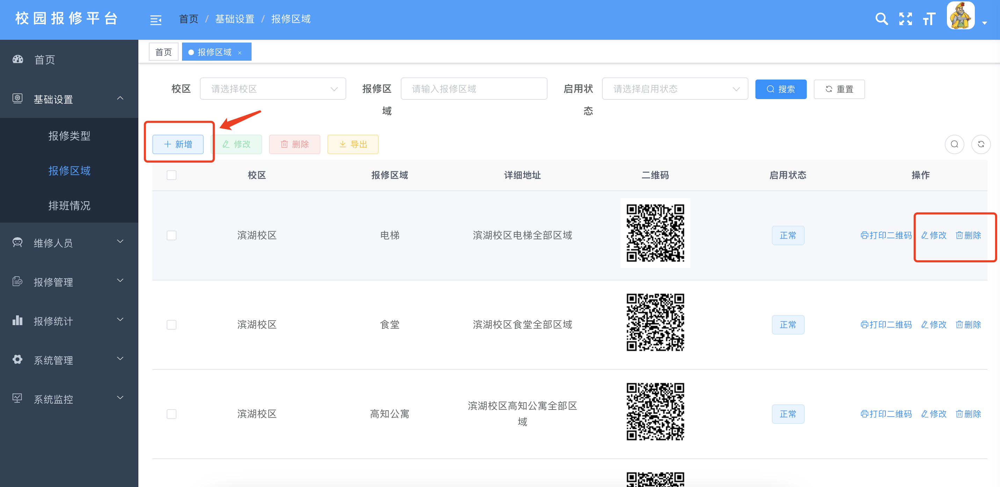 校园报修平台
首页 / 基础设置 / 报修区域
首页
报修区域 ×
首页
基础设置
报修类型
报修区域
排班情况
维修人员
报修管理
报修统计
系统管理
系统监控
校区 请选择校区
报修区
域
请输入报修区域
启用状
态
请选择启用状态
搜索
重置
新增
修改
删除
导出
校区 报修区域 详细地址 二维码 启用状态 操作
滨湖校区 电梯 滨湖校区电梯全部区域 正常 打印二维码 修改 删除
滨湖校区 食堂 滨湖校区食堂全部区域 正常 打印二维码 修改 删除
滨湖校区 高知公寓 滨湖校区高知公寓全部区
域
正常 打印二维码 修改 删除